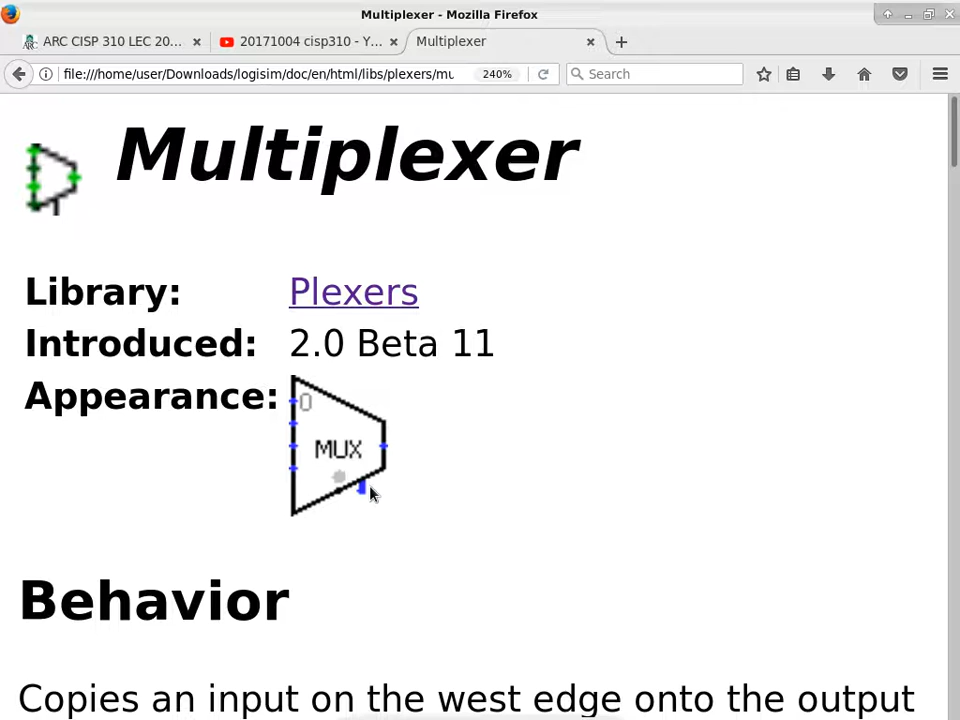 Multiplexer - Mozilla Firefox
ARC CISP 310 LEC 20...
20171004 cisp310 - Y...
Multiplexer
file:///home/user/Downloads/logisim/doc/en/html/libs/plexers/mu
240%
Search
Multiplexer
Library: Plexers
Introduced: 2.0 Beta 11
Appearance:
0
MUX
Behavior
Copies an input on the west edge onto the output